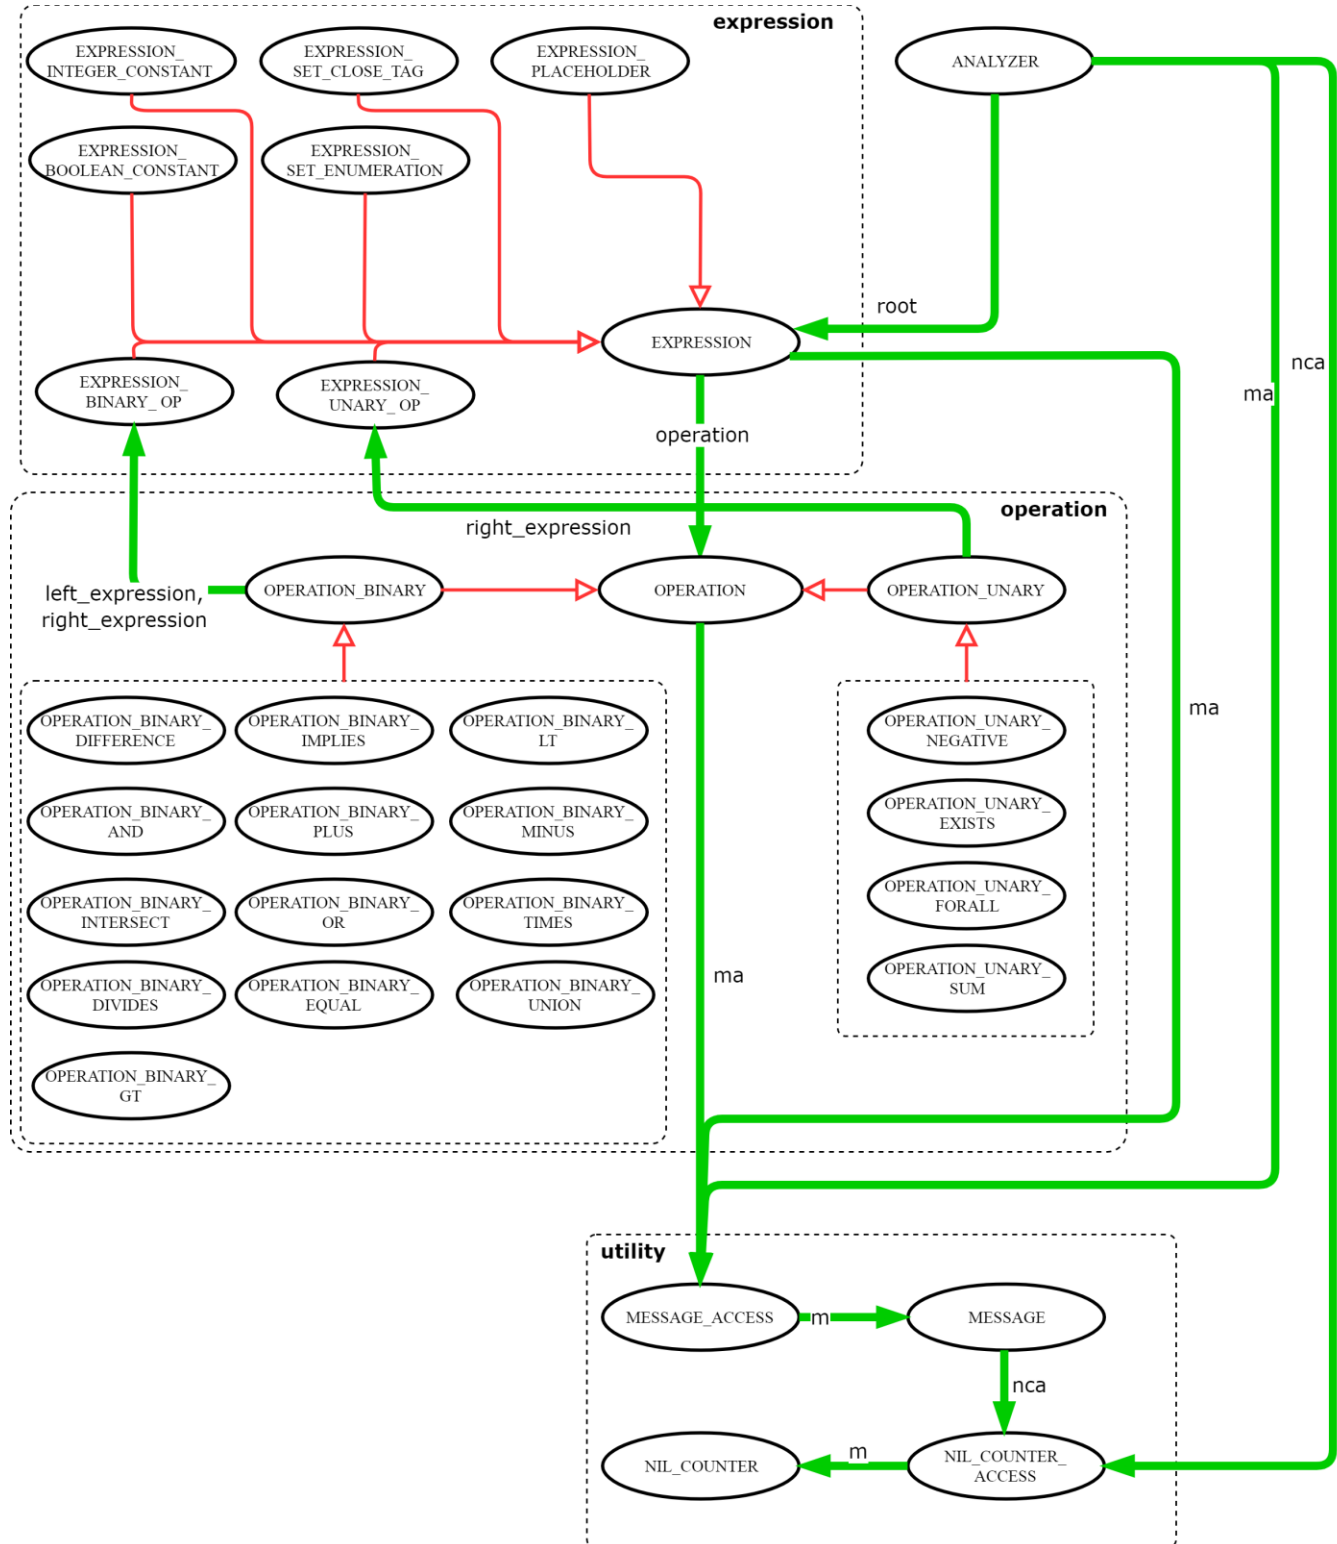 expression
EXPRESSION_
INTEGER_CONSTANT
EXPRESSION_
SET_CLOSE_TAG
EXPRESSION_
PLACEHOLDER
ANALYZER
EXPRESSION_
BOOLEAN_CONSTANT
EXPRESSION_
SET_ENUMERATION
root
EXPRESSION
nca
ma
EXPRESSION_
BINARY_ OP
EXPRESSION_
UNARY_ OP
operation
operation
right_expression
left_expression,
right_expression
OPERATION_BINARY
OPERATION
OPERATION_UNARY
ma
OPERATION_BINARY_
DIFFERENCE
OPERATION_BINARY_
IMPLIES
OPERATION_BINARY_
LT
OPERATION_UNARY_
NEGATIVE
OPERATION_BINARY_
AND
OPERATION_BINARY_
PLUS
OPERATION_BINARY_
MINUS
OPERATION_UNARY_
EXISTS
OPERATION_BINARY_
INTERSECT
OPERATION_BINARY_
OR
OPERATION_BINARY_
TIMES
OPERATION_UNARY_
FORALL
OPERATION_BINARY_
DIVIDES
OPERATION_BINARY_
EQUAL
OPERATION_BINARY_
UNION
ma
OPERATION_UNARY_
SUM
OPERATION_BINARY_
GT
utility
MESSAGE_ACCESS
m
MESSAGE
nca
NIL_COUNTER
m
NIL_COUNTER_
ACCESS